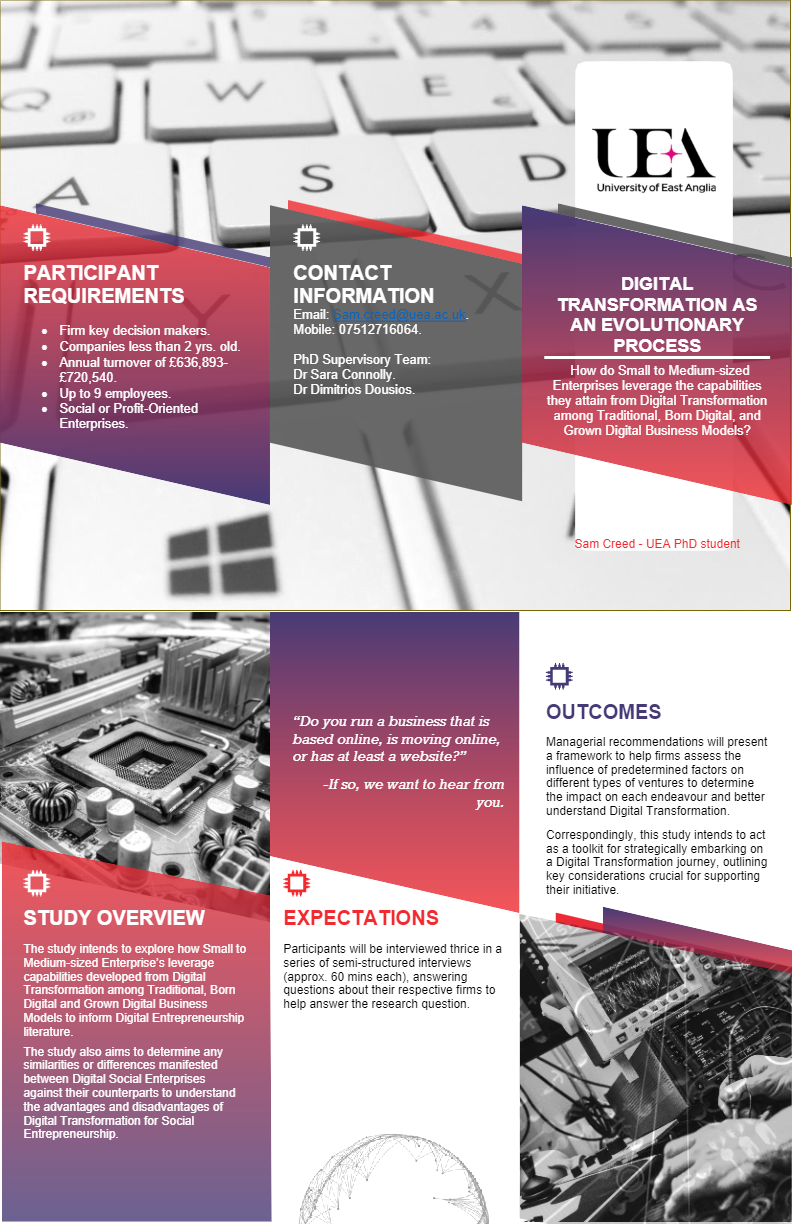 2
3
4
Q
@
W
E
€
A
S
D
F
Y
X
C
UEA
University of East Anglia
PARTICIPANT
REQUIREMENTS
• Firm key decision makers.
• Companies less than 2 yrs. old.
• Annual turnover of £636,893-
£720,540.
• Up to 9 employees.
• Social or Profit-Oriented
Enterprises.
CONTACT
INFORMATION
Email: Sam.creed@uea.ac.uk.
Mobile: 07512716064.
PhD Supervisory Team:
Dr Sara Connolly.
Dr Dimitrios Dousios.
DIGITAL
TRANSFORMATION AS
AN EVOLUTIONARY
PROCESS
How do Small to Medium-sized
Enterprises leverage the capabilities
they attain from Digital Transformation
among Traditional, Born Digital, and
Grown Digital Business Models?
Sam Creed - UEA PhD student
STUDY OVERVIEW
The study intends to explore how Small to
Medium-sized Enterprise's leverage
capabilities developed from Digital
Transformation among Traditional, Born
Digital and Grown Digital Business
Models to inform Digital Entrepreneurship
literature.
The study also aims to determine any
similarities or differences manifested
between Digital Social Enterprises
against their counterparts to understand
the advantages and disadvantages of
Digital Transformation for Social
Entrepreneurship.
“Do you run a business that is
based online, is moving online,
or has at least a website?”
-If so, we want to hear from
you.
EXPECTATIONS
Participants will be interviewed thrice in a
series of semi-structured interviews
(approx. 60 mins each), answering
questions about their respective firms to
help answer the research question.
OUTCOMES
Managerial recommendations will present
a framework to help firms assess the
influence of predetermined factors on
different types of ventures to determine
the impact on each endeavour and better
understand Digital Transformation.
Correspondingly, this study intends to act
as a toolkit for strategically embarking on
a Digital Transformation journey, outlining
key considerations crucial for supporting
their initiative.